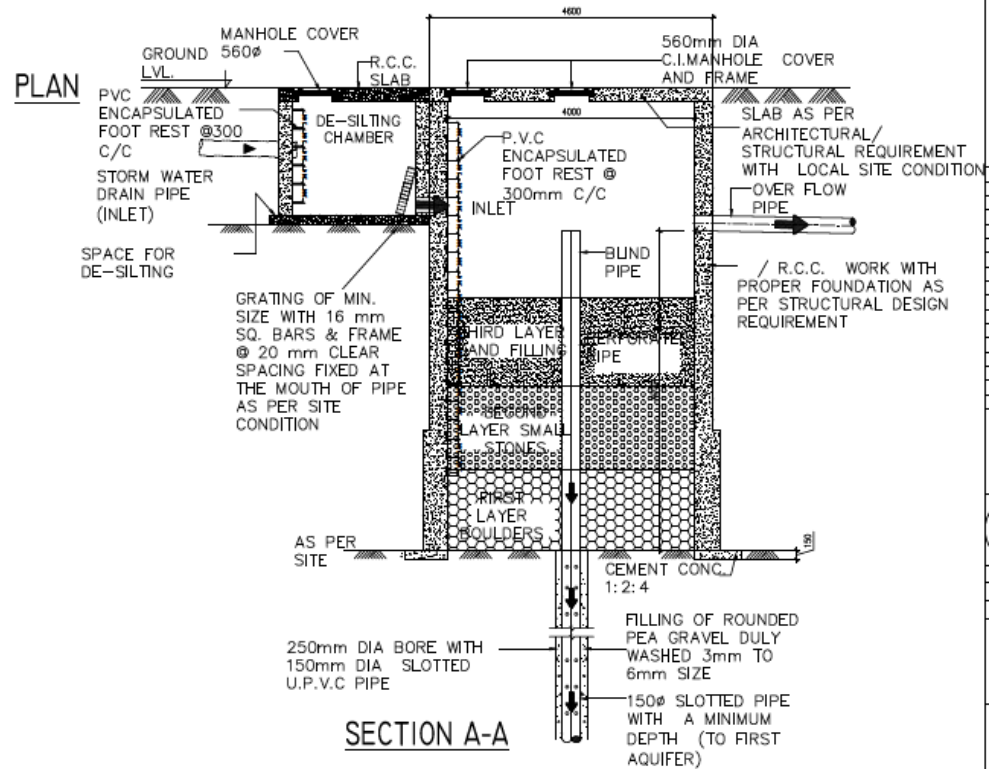 4600
MANHOLE COVER
560ø
GROUND
LVL.
R.C.C.
SLAB
560mm DIA
C.I.MANHOLE COVER
AND FRAME
PLAN
PVC
ENCAPSULATED
FOOT REST @300
C/C
DE-SILTING
CHAMBER
4000
P.V.C
ENCAPSULATED
FOOT REST @
300mm C/C
SLAB AS PER
ARCHITECTURAL/
STRUCTURAL REQUIREMENT
WITH LOCAL SITE CONDITION
STORM WATER
DRAIN PIPE
(INLET)
INLET
OVER FLOW
PIPE
SPACE FOR
DE-SILTING
BLIND
PIPE
/ R.C.C. WORK WITH
PROPER FOUNDATION AS
PER STRUCTURAL DESIGN
REQUIREMENT
GRATING OF MIN.
SIZE WITH 16 mm
SQ. BARS & FRAME
@ 20 mm CLEAR
SPACING FIXED AT
THE MOUTH OF PIPE
AS PER SITE
CONDITION
THIRD LAYER
AND FILLING
PERFORATE
PIPE
SECOND
LAYER SMALL
STONES
FIRST
LAYER
BOULDERS
AS PER
SITE
150
CEMENT CONC.
1:2:4
250mm DIA BORE WITH
150mm DIA SLOTTED
U.P.V.C PIPE
FILLING OF ROUNDED
PEA GRAVEL DULY
WASHED 3mm TO
6mm SIZE
150ø SLOTTED PIPE
WITH A MINIMUM
DEPTH (TO FIRST
AQUIFER)
SECTION A-A